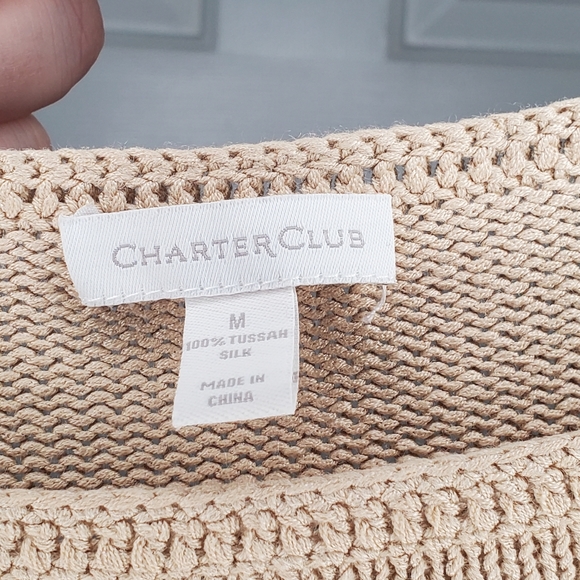 CHARTER CLUB
M
100% TUSSAH
SILK
MADE IN
CHINA